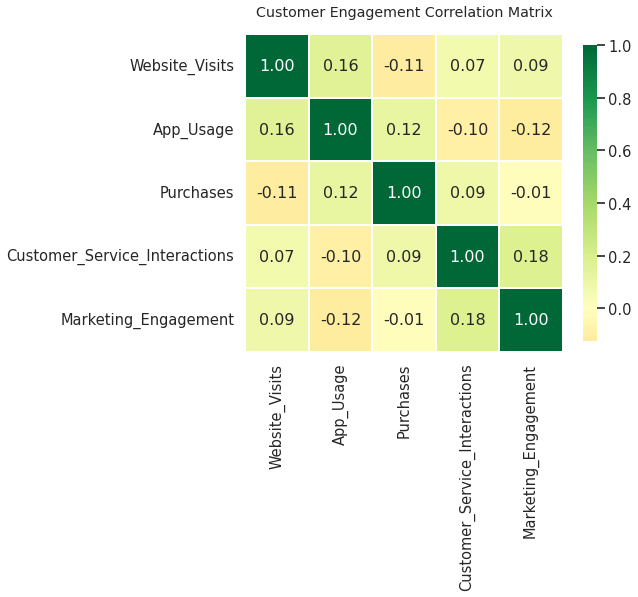 Customer Engagement Correlation Matrix
Website_Visits 1.00 0.16 -0.11 0.07 0.09
App_Usage 0.16 1.00 0.12 -0.10 -0.12
Purchases -0.11 0.12 1.00 0.09 -0.01
Customer_Service_Interactions 0.07 -0.10 0.09 1.00 0.18
Marketing_Engagement 0.09 -0.12 -0.01 0.18 1.00
Website_Visits
App_Usage
Purchases
Customer_Service_Interactions
Marketing_Engagement
1.0
0.8
0.6
0.4
0.2
0.0